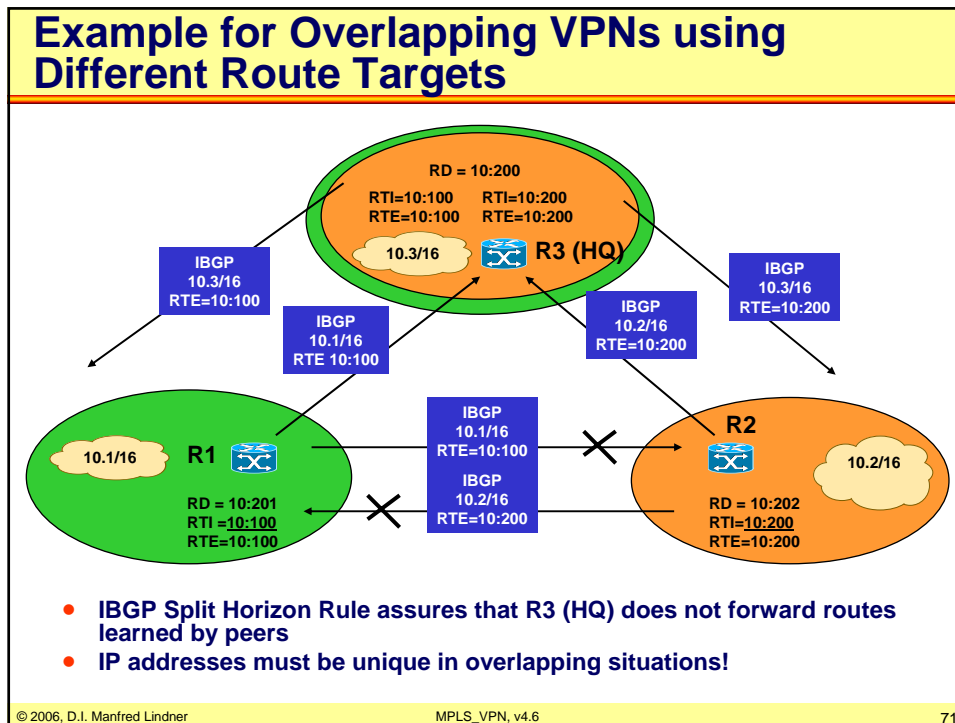 Example for Overlapping VPNs using
Different Route Targets
RD = 10:200
RTI=10:100 RTI=10:200
RTE=10:100 RTE=10:200
10.3/16
R3 (HQ)
IBGP
10.3/16
RTE=10:100
IBGP
10.1/16
RTE 10:100
IBGP
10.2/16
RTE=10:200
IBGP
10.3/16
RTE=10:200
10.1/16
R1
RD = 10:201
RTI =10:100
RTE=10:100
IBGP
10.1/16
RTE=10:100
IBGP
10.2/16
RTE=10:200
R2
10.2/16
RD = 10:202
RTI=10:200
RTE=10:200
• IBGP Split Horizon Rule assures that R3 (HQ) does not forward routes
learned by peers
• IP addresses must be unique in overlapping situations!
© 2006, D.I. Manfred Lindner MPLS_VPN, v4.6 71